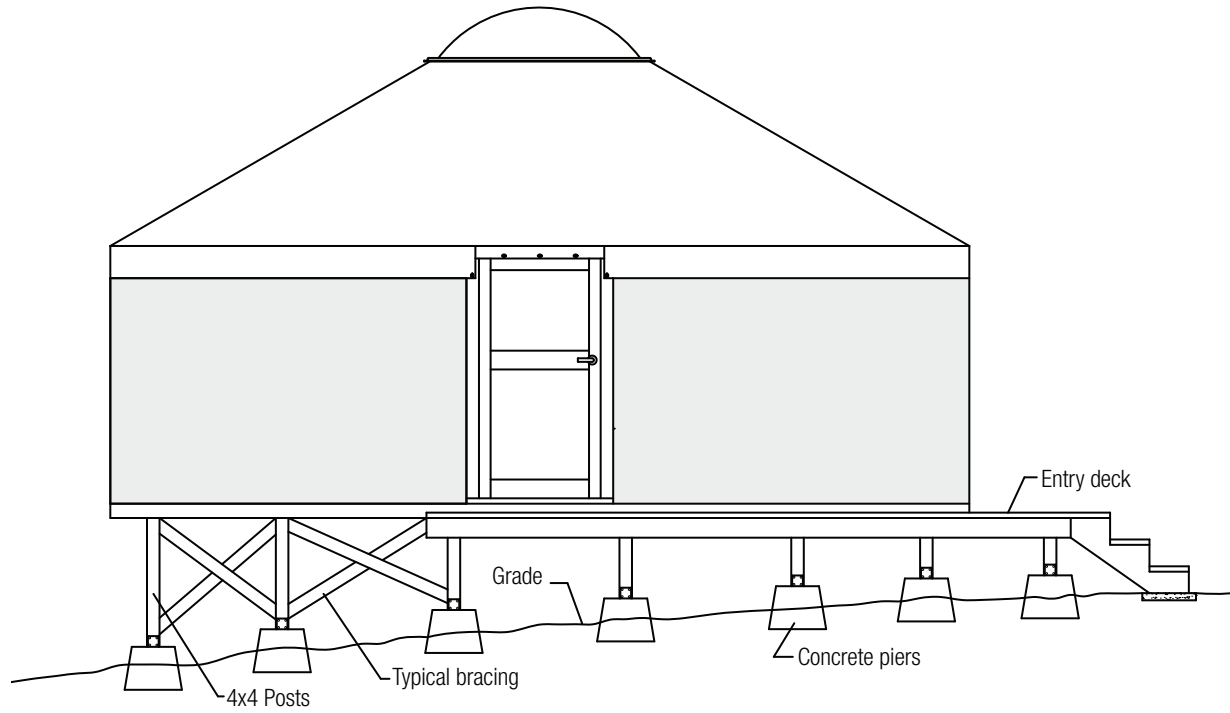 Entry deck
Grade
Concrete piers
Typical bracing
4x4 Posts